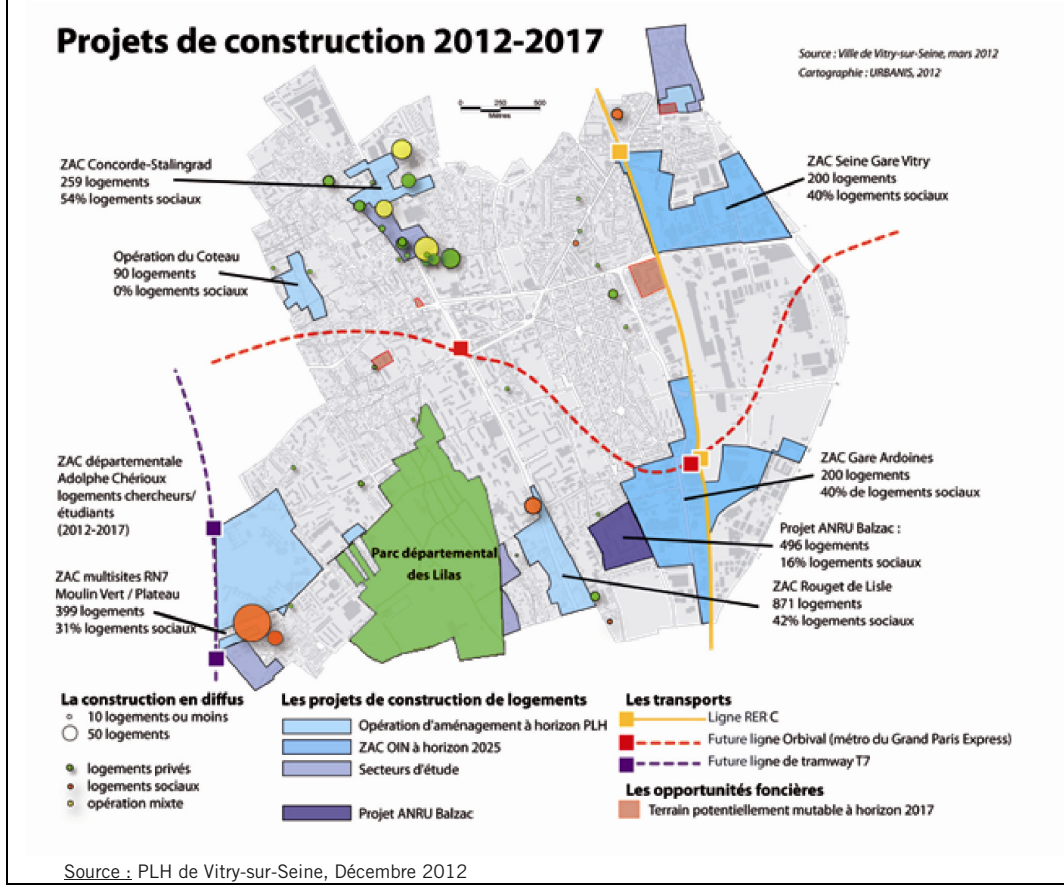 Projets de construction 2012-2017
Source : Ville de Vitry-sur-Seine, mars 2012
Cartographie : URBANIS, 2012
0 250 500
Mètres
ZAC Concorde-Stalingrad
259 logements
54% logements sociaux
ZAC Seine Gare Vitry
200 logements
40% logements sociaux
Opération du Coteau
90 logements
0% logements sociaux
ZAC départementale
Adolphe Chérioux
logements chercheurs/
étudiants
(2012-2017)
ZAC Gare Ardoines
200 logements
40% de logements sociaux
Parc départemental
des Lilas
Projet ANRU Balzac :
496 logements
16% logements sociaux
ZAC multisites RN7
Moulin Vert / Plateau
399 logements
31% logements sociaux
ZAC Rouget de Lisle
871 logements
42% logements sociaux
La construction en diffus
10 logements ou moins
50 logements
logements privés
logements sociaux
opération mixte
Les projets de construction de logements
Opération d'aménagement à horizon PLH
ZAC OIN à horizon 2025
Secteurs d'étude
Projet ANRU Balzac
Les transports
Ligne RER C
Future ligne Orbival (métro du Grand Paris Express)
Future ligne de tramway T7
Les opportunités foncières
Terrain potentiellement mutable à horizon 2017
Source : PLH de Vitry-sur-Seine, Décembre 2012